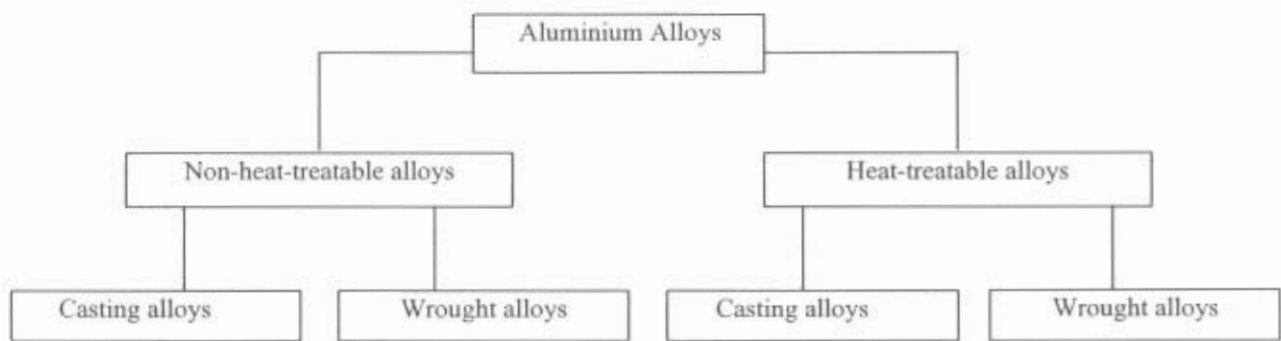 Aluminium Alloys
Non-heat-treatable alloys
Heat-treatable alloys
Casting alloys
Wrought alloys
Casting alloys
Wrought alloys